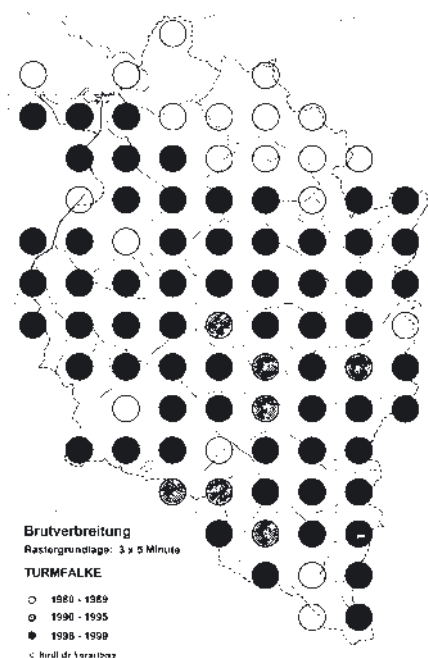 Brutverbreitung
Rastergrundlage: 3 x 5 Minute
TURMFALKE
1980 - 1989
1990 - 1995
1996 - 1999